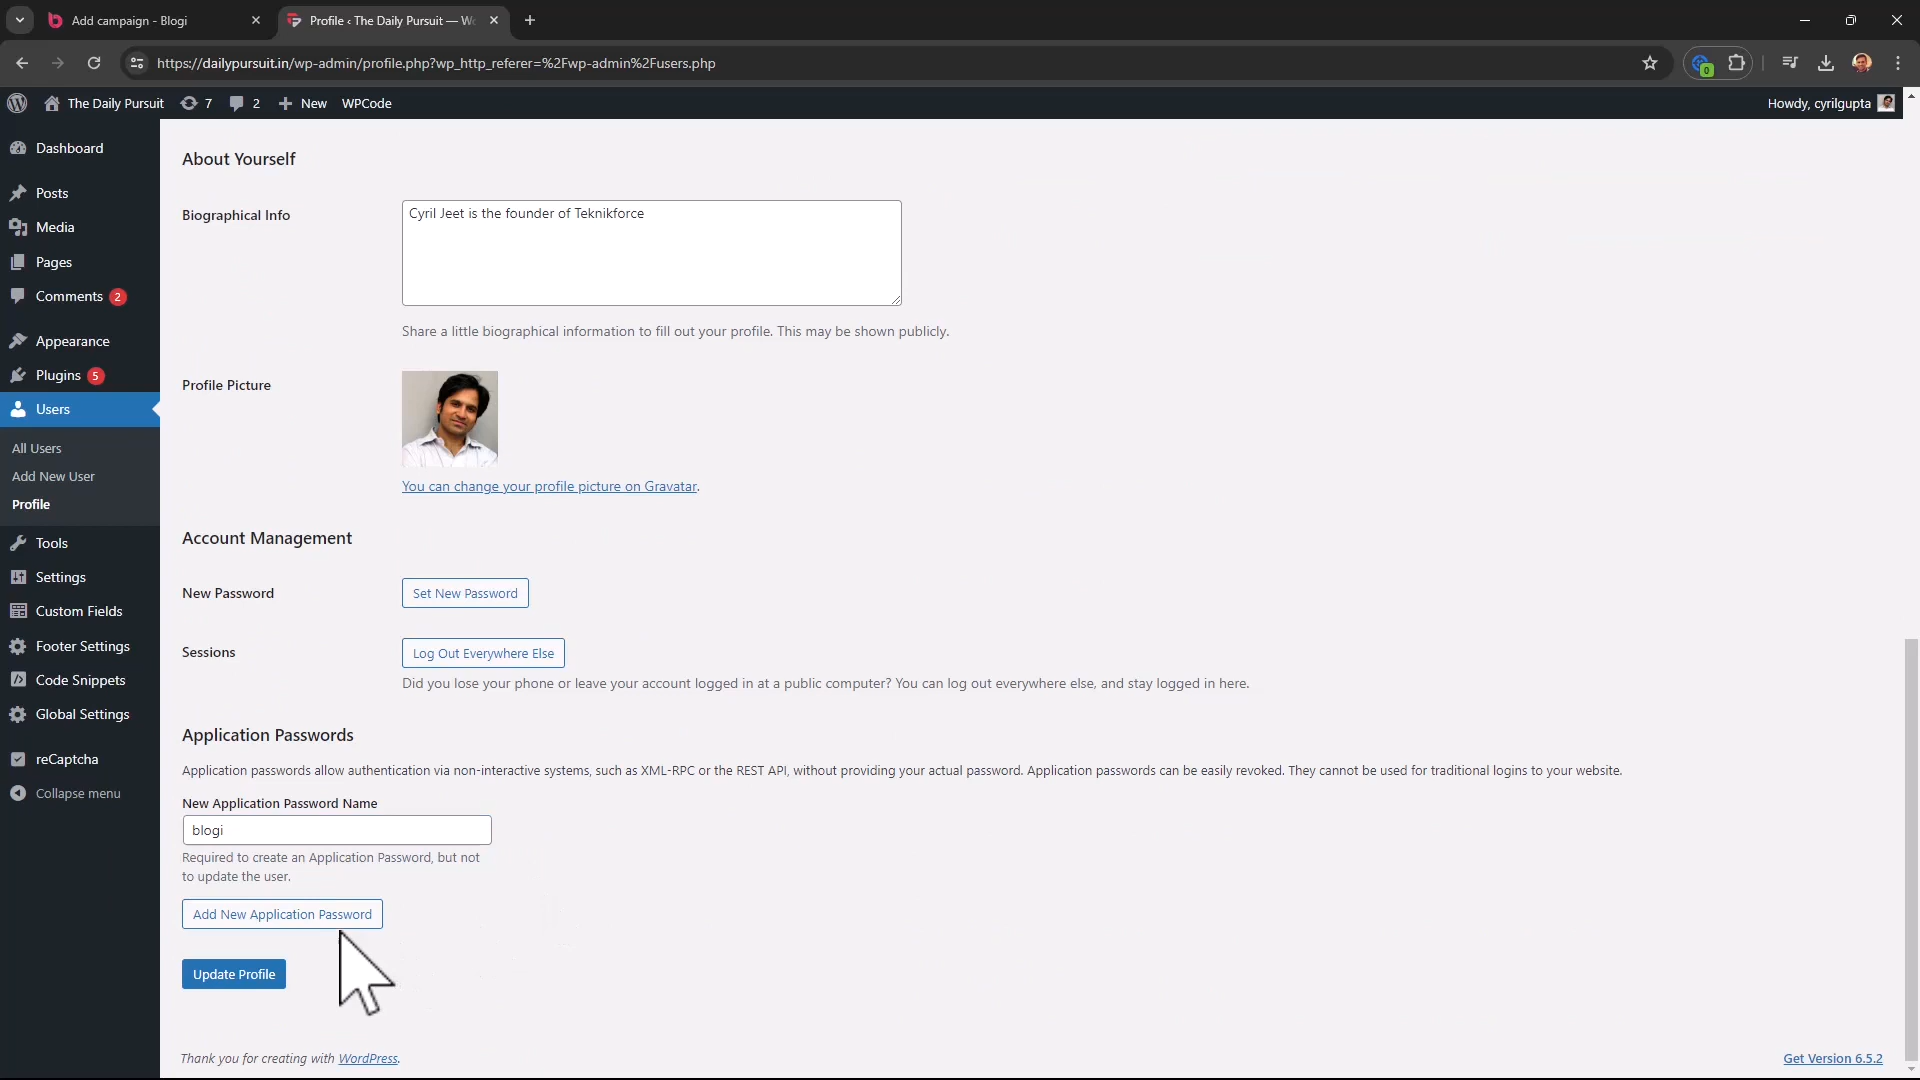 Add campaign - Blogi
Profile ‹ The Daily Pursuit — Wo
https://dailypursuit.in/wp-admin/profile.php?wp_http_referer=%2Fwp-admin%2Fusers.php
0
The Daily Pursuit
7
2
New
WPCode
Howdy, cyrilgupta
Dashboard
Posts
Media
Pages
Comments 2
Appearance
Plugins 5
Users
All Users
Add New User
Profile
Tools
Settings
Custom Fields
Footer Settings
Code Snippets
Global Settings
reCaptcha
Collapse menu
About Yourself
Biographical Info
Cyril Jeet is the founder of Teknikforce
Share a little biographical information to fill out your profile. This may be shown publicly.
Profile Picture
You can change your profile picture on Gravatar.
Account Management
New Password
Set New Password
Sessions
Log Out Everywhere Else
Did you lose your phone or leave your account logged in at a public computer? You can log out everywhere else, and stay logged in here.
Application Passwords
Application passwords allow authentication via non-interactive systems, such as XML-RPC or the REST API, without providing your actual password. Application passwords can be easily revoked. They cannot be used for traditional logins to your website.
New Application Password Name
blogi
Required to create an Application Password, but not
to update the user.
Add New Application Password
Update Profile
Thank you for creating with WordPress.
Get Version 6.5.2